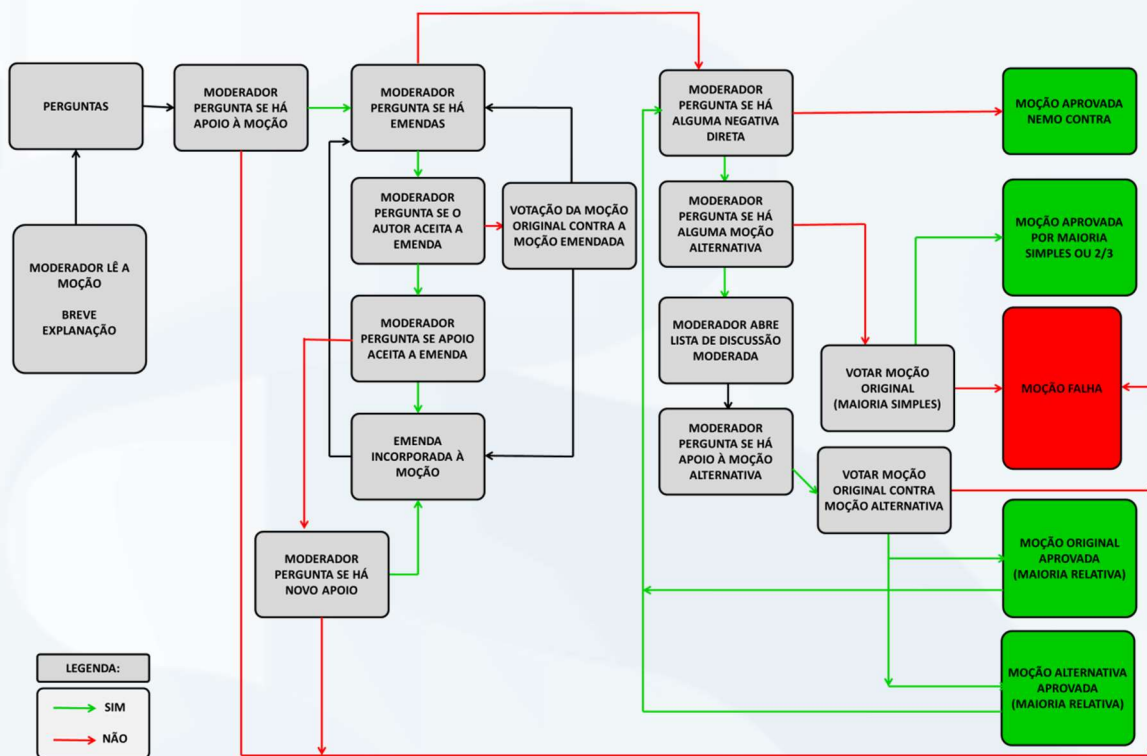 PERGUNTAS
MODERADOR
PERGUNTA SE HÁ
APOIO À MOÇÃO
MODERADOR
PERGUNTA SE HÁ
EMENDAS
MODERADOR
PERGUNTA SE HÁ
ALGUMA NEGATIVA
DIRETA
MOÇÃO APROVADA
NEMO CONTRA
MODERADOR LÊ A
MOÇÃO
BREVE
EXPLANAÇÃO
MODERADOR
PERGUNTA SE O
AUTOR ACEITA A
EMENDA
VOTAÇÃO DA MOÇÃO
ORIGINAL CONTRA A
MOÇÃO EMENDADA
MODERADOR
PERGUNTA SE HÁ
ALGUMA MOÇÃO
ALTERNATIVA
MOÇÃO APROVADA
POR MAIORIA
SIMPLES OU 2/3
MODERADOR
PERGUNTA SE APOIO
ACEITA A EMENDA
MODERADOR ABRE
LISTA DE DISCUSSÃO
MODERADA
VOTAR MOÇÃO
ORIGINAL
(MAIORIA SIMPLES)
MOÇÃO FALHA
EMENDA
INCORPORADA À
MOÇÃO
MODERADOR
PERGUNTA SE HÁ
APOIO À MOÇÃO
ALTERNATIVA
VOTAR MOÇÃO
ORIGINAL CONTRA
MOÇÃO ALTERNATIVA
MODERADOR
PERGUNTA SE HÁ
NOVO APOIO
MOÇÃO ORIGINAL
APROVADA
(MAIORIA RELATIVA)
MOÇÃO ALTERNATIVA
APROVADA
(MAIORIA RELATIVA)
LEGENDA:
SIM
NÃO